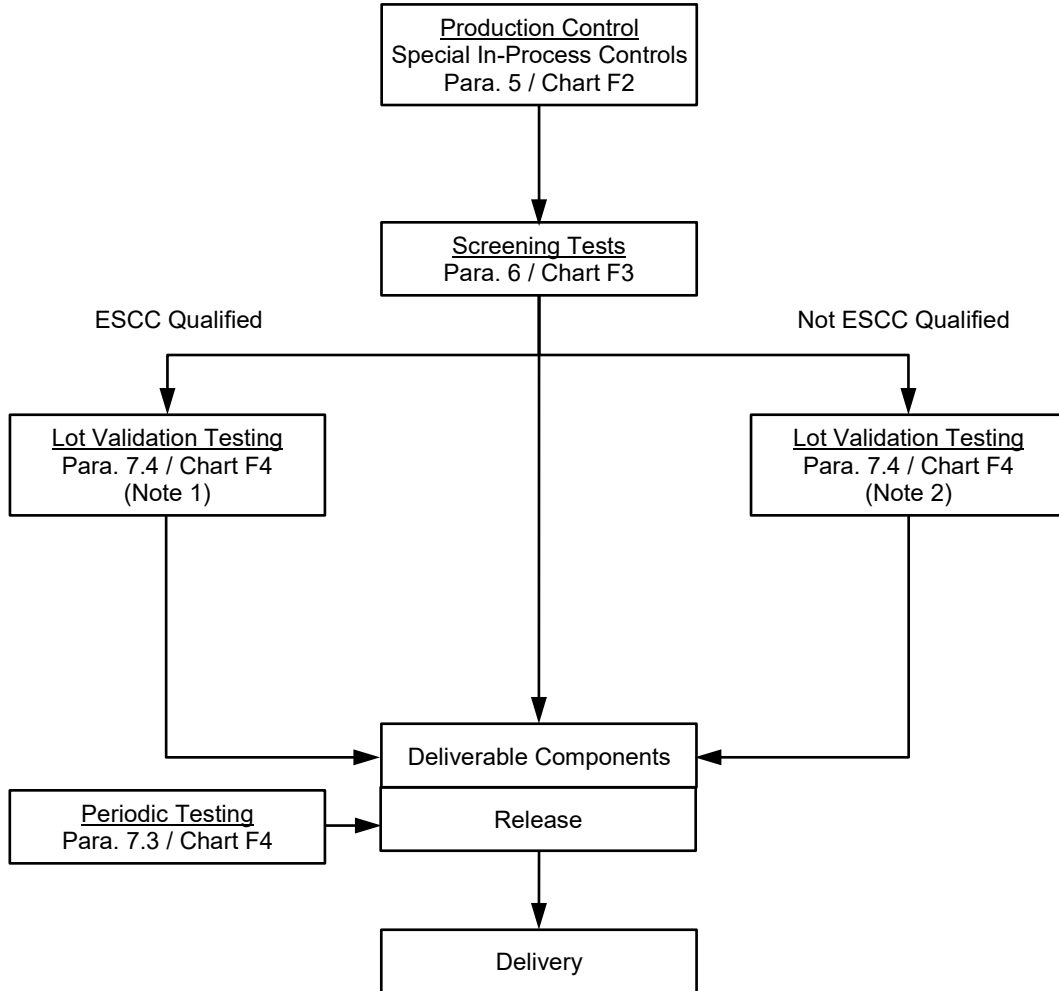 Production Control
Special In-Process Controls
Para. 5 / Chart F2
Screening Tests
Para. 6 / Chart F3
ESCC Qualified
Not ESCC Qualified
Lot Validation Testing
Para. 7.4 / Chart F4
(Note 1)
Lot Validation Testing
Para. 7.4 / Chart F4
(Note 2)
Deliverable Components
Periodic Testing
Para. 7.3 / Chart F4
Release
Delivery